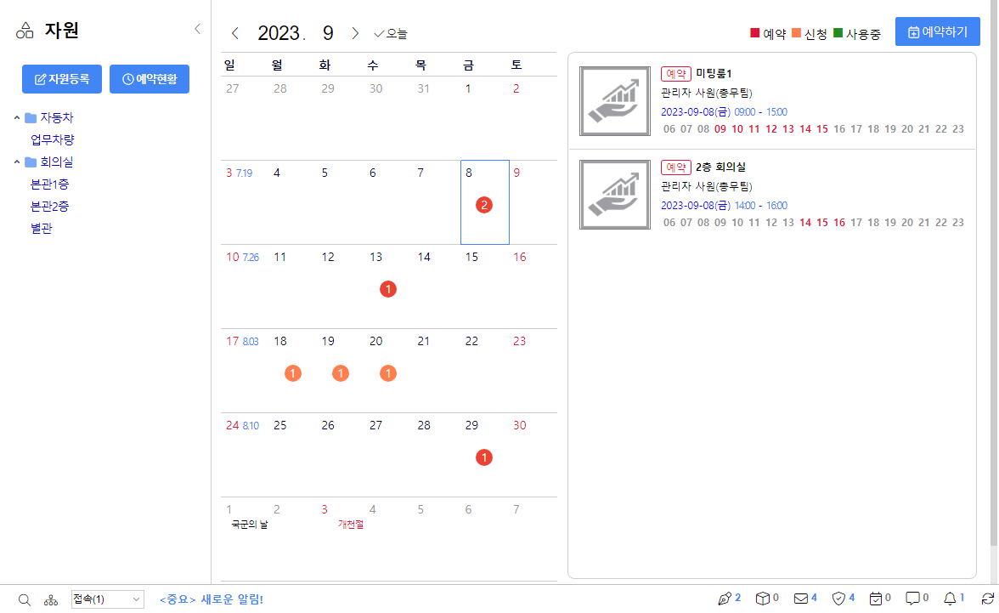 자원
자원등록 예약현황
자동차
업무차량
회의실
본관1층
본관2층
별관
2023. 9 오늘
예약 신청 사용중 예약하기
일 월 화 수 목 금 토
27 28 29 30 31 1 2
3 7.19 4 5 6 7 8 9
2
10 7.26 11 12 13 14 15 16
1
17 8.03 18 19 20 21 22 23
1 1 1
24 8.10 25 26 27 28 29 30
1
1 2 3 4 5 6 7
국군의 날 개천절
예약 미팅룸1
관리자 사원(총무팀)
2023-09-08(금) 09:00 - 15:00
06 07 08 09 10 11 12 13 14 15 16 17 18 19 20 21 22 23
예약 2층 회의실
관리자 사원(총무팀)
2023-09-08(금) 14:00 - 16:00
06 07 08 09 10 11 12 13 14 15 16 17 18 19 20 21 22 23
접속(1) <중요> 새로운 알림! 2 0 4 4 0 0 1